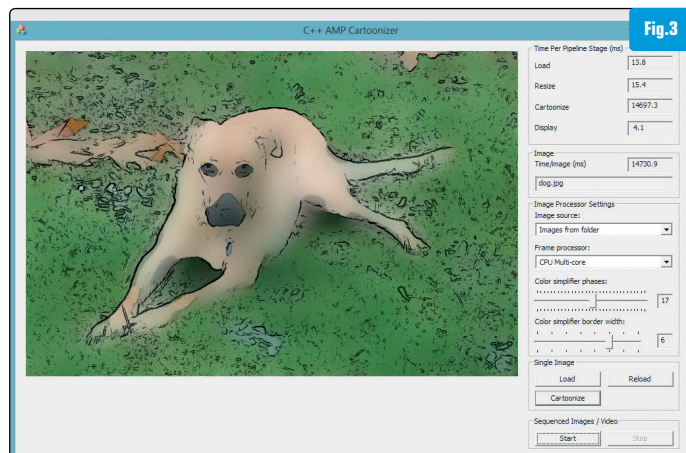 Fig.3
C++ AMP Cartoonizer
Time Per Pipeline Stage (ms)
Load 13.8
Resize 15.4
Cartoonize 14697.3
Display 4.1
Image
Time/image (ms) 14730.9
dog.jpg
Image Processor Settings
Image source:
Images from folder
Frame processor:
CPU Multi-core
Color simplifier phases:
17
Color simplifier border width:
6
Single Image
Load Reload
Cartoonize
Sequenced Images / Video
Start Stop